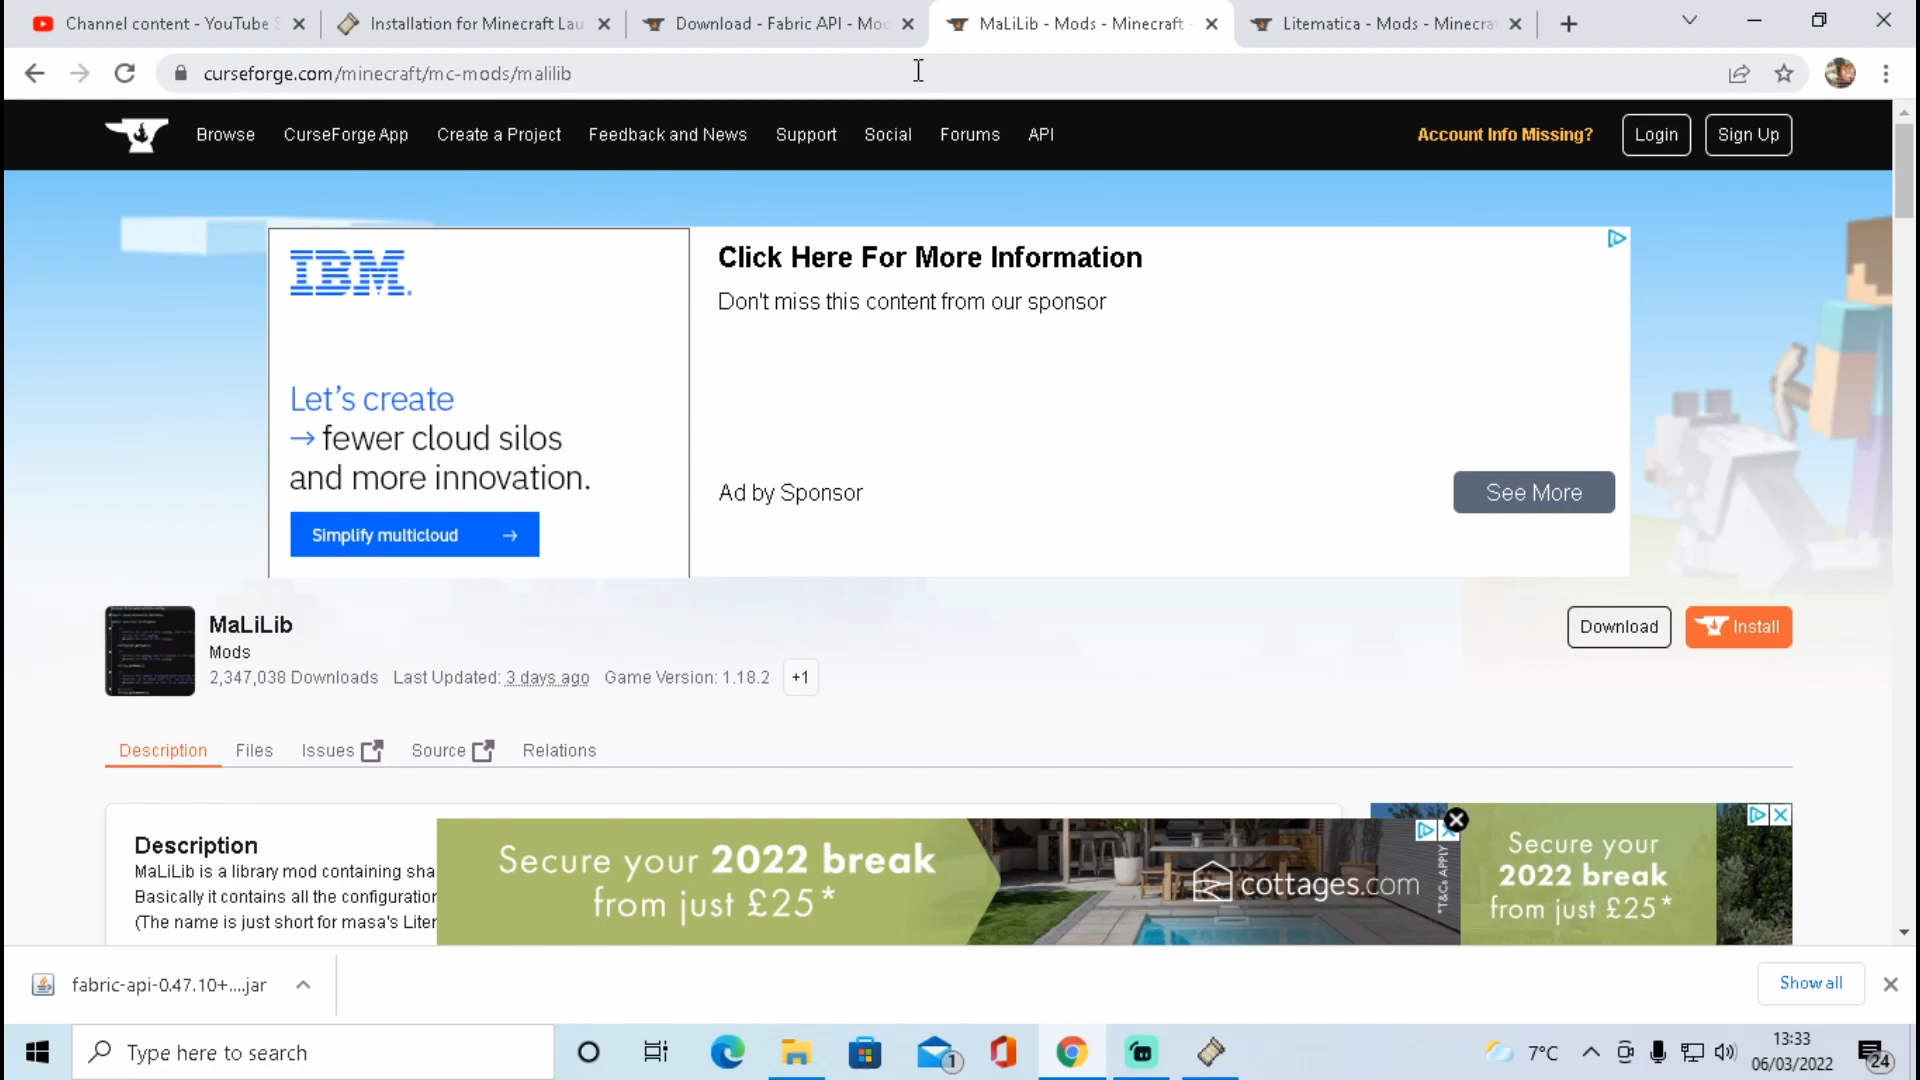 Channel content - YouTube S
Installation for Minecraft Lau
Download - Fabric API - Mod
MaLiLib - Mods - Minecraft -
Litematica - Mods - Minecraf
curseforge.com/minecraft/mc-mods/malilib
Browse
CurseForge App
Create a Project
Feedback and News
Support
Social
Forums
API
Account Info Missing?
Login
Sign Up
IBM
Let's create
→ fewer cloud silos
and more innovation.
Simplify multicloud →
Click Here For More Information
Don't miss this content from our sponsor
Ad by Sponsor
See More
MaLiLib
Mods
2,347,038 Downloads Last Updated: 3 days ago Game Version: 1.18.2 +1
Download
Install
Description
Files
Issues
Source
Relations
Description
MaLiLib is a library mod containing sha
Basically it contains all the configuration
(The name is just short for masa's Liter
Secure your 2022 break
from just £25*
cottages.com
*T&Cs APPLY
Secure your
2022 break
from just £25*
fabric-api-0.47.10+....jar
Show all
Type here to search
1
7°C
13:33
06/03/2022
24